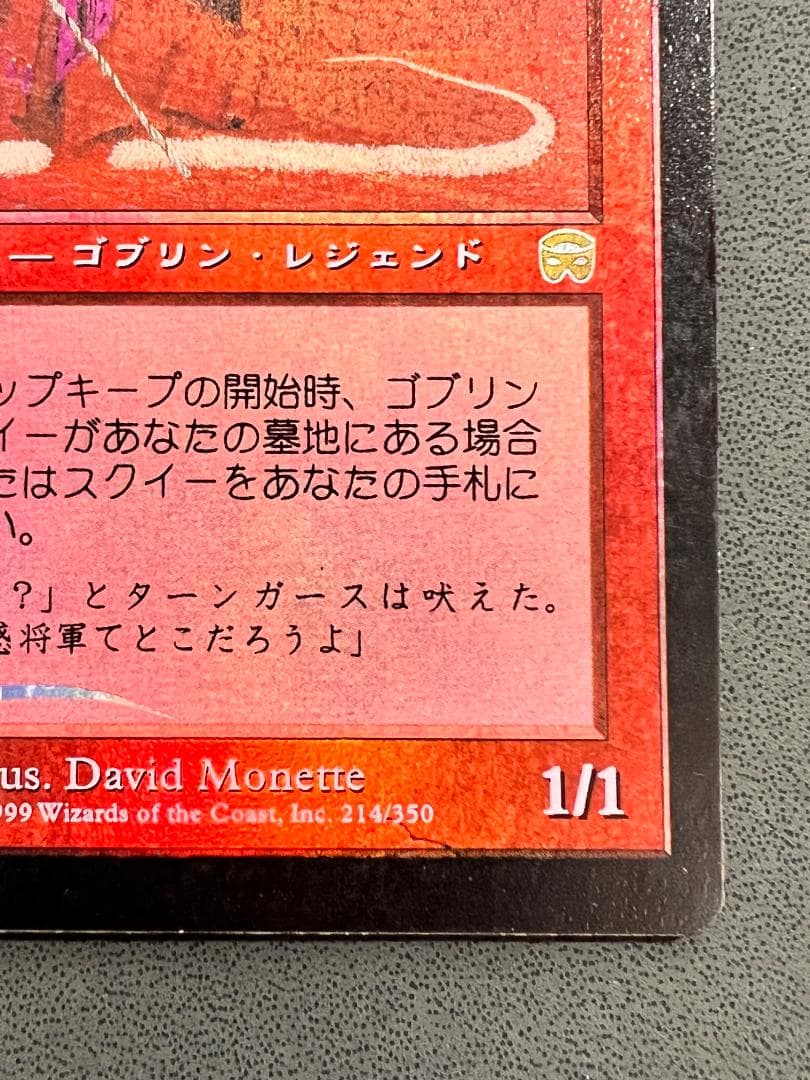 — ゴブリン・レジェンド
ップキープの開始時、ゴブリン
イーがあなたの墓地にある場合
たはスクイーをあなたの手札に
い。
？」とターンガースは吠えた。
惑将軍てとこだろうよ」
us. David Monette
999 Wizards of the Coast, Inc. 214/350
1/1